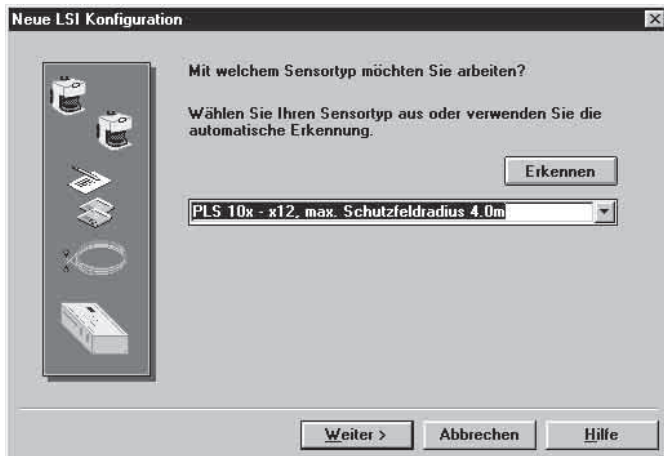 Neue LSI Konfiguration
Mit welchem Sensortyp möchten Sie arbeiten?
Wählen Sie Ihren Sensortyp aus oder verwenden Sie die
automatische Erkennung.
Erkennen
PLS 10x - x12, max. Schutzfeldradius 4.0m
Weiter >
Abbrechen
Hilfe